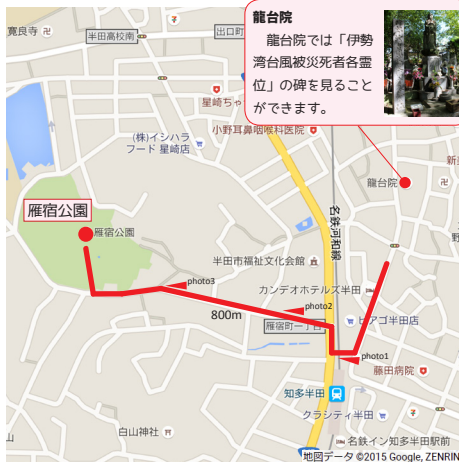 龍台院
龍台院では「伊勢
湾台風被災死者各霊
位」の碑を見ること
ができます。
寛良寺
半田高校南
出口町
星崎ちゃ
小野耳鼻咽喉科医院
(株)イシハラ
フード 星崎店
新美
龍台院
雁宿公園
雁宿公園
名鉄河和線
半田市福祉文化会館
photo3
カンデオホテルズ半田
photo2
800m
雁宿町一丁目
ピアゴ半田店
photo1
藤田病院
知多半田
クラシティ半田
白山神社
名鉄イン知多半田駅前
地図データ ©2015 Google, ZENRIN